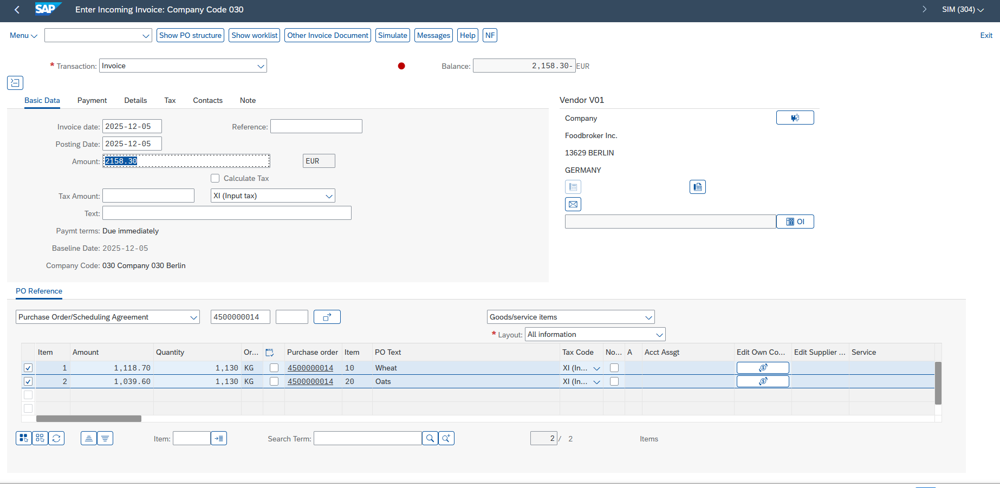 SAP Enter Incoming Invoice: Company Code 030 SIM (304)
Menu Show PO structure Show worklist Other Invoice Document Simulate Messages Help NF Exit
* Transaction: Invoice Balance: 2,158.30- EUR
Basic Data Payment Details Tax Contacts Note
Vendor V01
Invoice date: 2025-12-05 Reference:
Company
Posting Date: 2025-12-05
Foodbroker Inc.
Amount: 2158.30 EUR
13629 BERLIN
Calculate Tax
GERMANY
Tax Amount: XI (Input tax)
Text:
OI
Paymt terms: Due immediately
Baseline Date: 2025-12-05
Company Code: 030 Company 030 Berlin
PO Reference
Purchase Order/Scheduling Agreement 4500000014 Goods/service items
* Layout: All information
Item Amount Quantity Or... Purchase order Item PO Text Tax Code No... A Acct Assgt Edit Own Co... Edit Supplier ... Service
1 1,118.70 1,130 KG 4500000014 10 Wheat XI (In...
2 1,039.60 1,130 KG 4500000014 20 Oats XI (In...
Item: Search Term: 2 / 2 Items